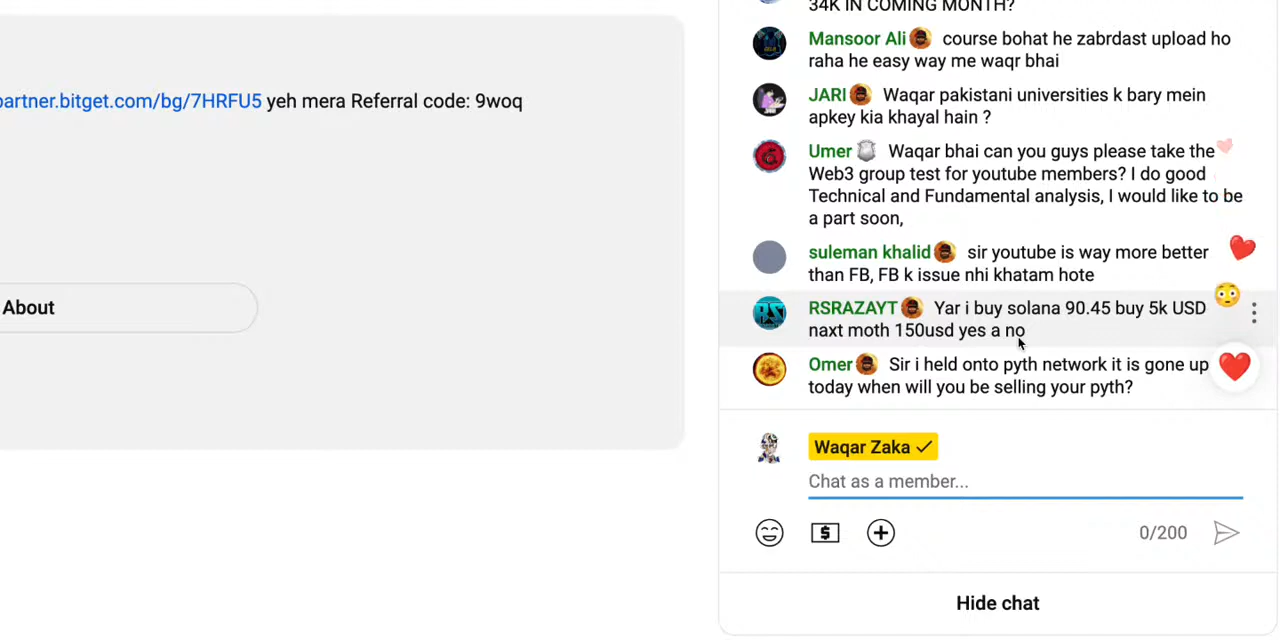 34K IN COMING MONTH?
partner.bitget.com/bg/7HRFU5 yeh mera Referral code: 9woq
About
Mansoor Ali course bohat he zabrdast upload ho
raha he easy way me waqr bhai
JARI Waqar pakistani universities k bary mein
apkey kia khayal hain ?
Umer Waqar bhai can you guys please take the
Web3 group test for youtube members? I do good
Technical and Fundamental analysis, I would like to be
a part soon,
suleman khalid sir youtube is way more better
than FB, FB k issue nhi khatam hote
RSRAZAYT Yar i buy solana 90.45 buy 5k USD
naxt moth 150usd yes a no
Omer Sir i held onto pyth network it is gone up
today when will you be selling your pyth?
Waqar Zaka
Chat as a member...
0/200
Hide chat